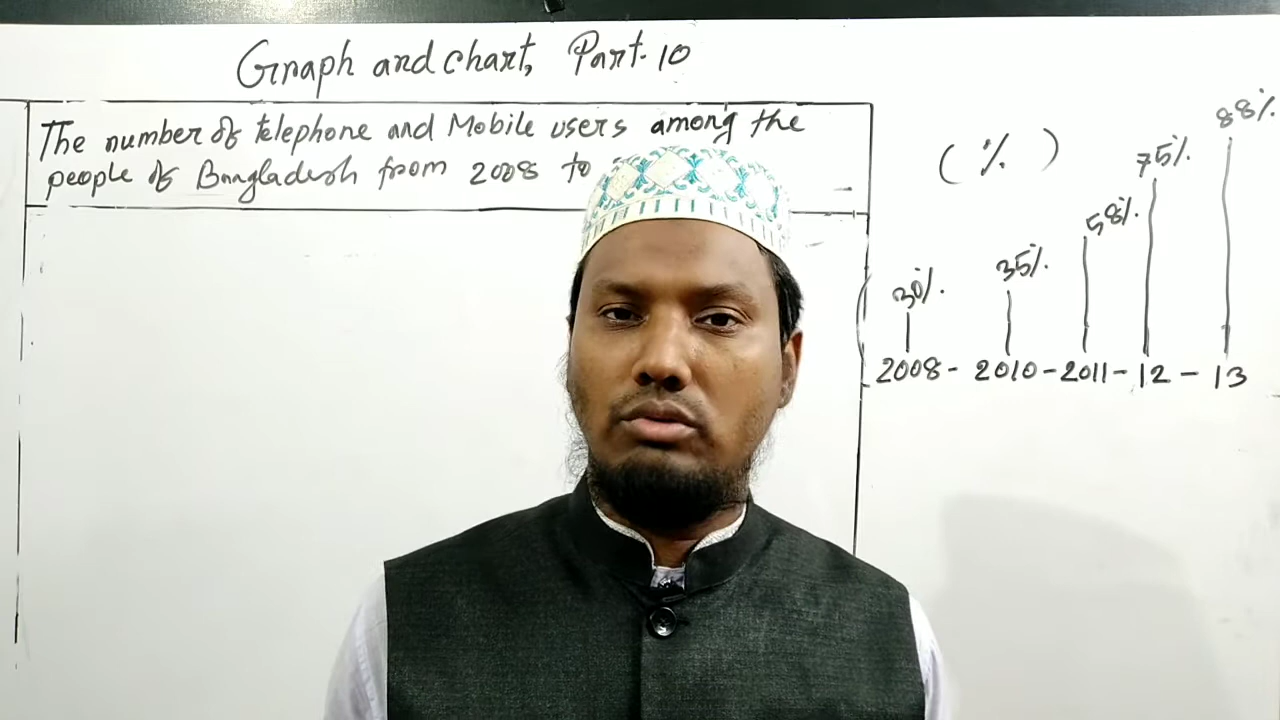 Graph and chart, Part-10
The number of telephone and Mobile users among the
people of Bangladesh from 2008 to
(%)
30%. 35%. 58%. 75%. 88%.
2008 - 2010 - 2011 - 12 - 13